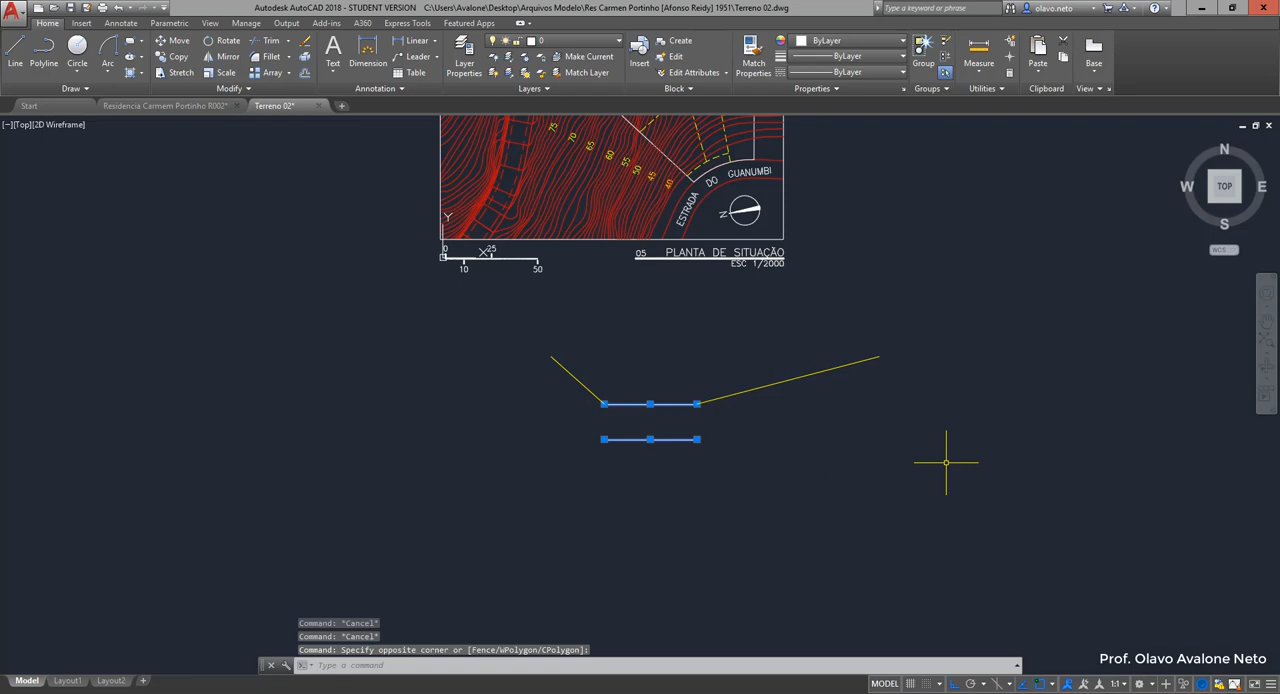 Autodesk AutoCAD 2018 - STUDENT VERSION C:\Users\Avalone\Desktop\Arquivos Modelo\Res Carmen Portinho [Afonso Reidy] 1951\Terreno 02.dwg
Type a keyword or phrase
olavo.neto
Home Insert Annotate Parametric View Manage Output Add-ins A360 Express Tools Featured Apps
Line Polyline Circle Arc
Move Rotate Trim
Copy Mirror Fillet
Stretch Scale Array
Text Dimension
Linear
Leader
Table
Layer Properties
0
Make Current
Match Layer
Insert
Create
Edit
Edit Attributes
Match Properties
ByLayer
ByLayer
ByLayer
Group
Measure
Paste
Base
Draw Modify Annotation Layers Block Properties Groups Utilities Clipboard View
Start Residencia Carmem Portinho R002* Terreno 02*
[−][Top][2D Wireframe]
75 70 65 60 55 50 45 40
ESTRADA DO GUANUMBI
N
Y
X
0 25
10 50
05 PLANTA DE SITUAÇÃO
ESC 1/2000
N
W TOP E
S
WCS
Command: *Cancel*
Command: *Cancel*
Command: Specify opposite corner or [Fence/WPolygon/CPolygon]:
Type a command
Prof. Olavo Avalone Neto
Model Layout1 Layout2
MODEL
1:1